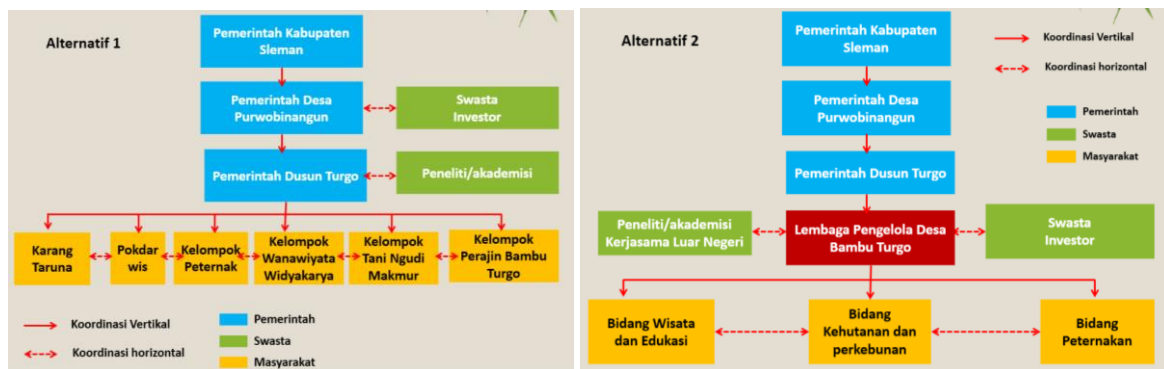 Alternatif 1
Pemerintah Kabupaten
Sleman
Pemerintah Desa
Purwobinangun
Swasta
Investor
Pemerintah Dusun Turgo
Peneliti/akademisi
Karang
Taruna
Pokdar
wis
Kelompok
Peternak
Kelompok
Wanawiyata
Widyakarya
Kelompok
Tani Ngudi
Makmur
Kelompok
Perajin Bambu
Turgo
Koordinasi Vertikal
Koordinasi horizontal
Pemerintah
Swasta
Masyarakat
Alternatif 2
Pemerintah Kabupaten
Sleman
Koordinasi Vertikal
Koordinasi horizontal
Pemerintah Desa
Purwobinangun
Pemerintah
Swasta
Masyarakat
Pemerintah Dusun Turgo
Peneliti/akademisi
Kerjasama Luar Negeri
Lembaga Pengelola Desa
Bambu Turgo
Swasta
Investor
Bidang Wisata
dan Edukasi
Bidang
Kehutanan dan
perkebunan
Bidang
Peternakan